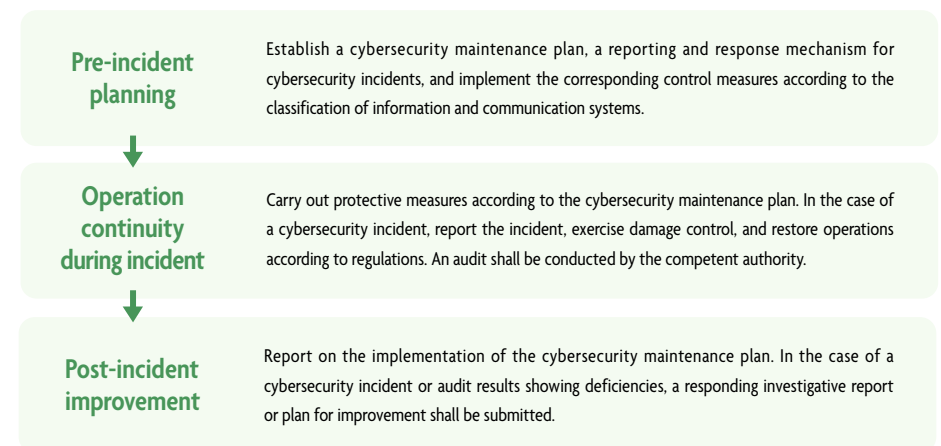 Pre-incident
planning
Establish a cybersecurity maintenance plan, a reporting and response mechanism for
cybersecurity incidents, and implement the corresponding control measures according to the
classification of information and communication systems.
Operation
continuity
during incident
Carry out protective measures according to the cybersecurity maintenance plan. In the case of
a cybersecurity incident, report the incident, exercise damage control, and restore operations
according to regulations. An audit shall be conducted by the competent authority.
Post-incident
improvement
Report on the implementation of the cybersecurity maintenance plan. In the case of a
cybersecurity incident or audit results showing deficiencies, a responding investigative report
or plan for improvement shall be submitted.